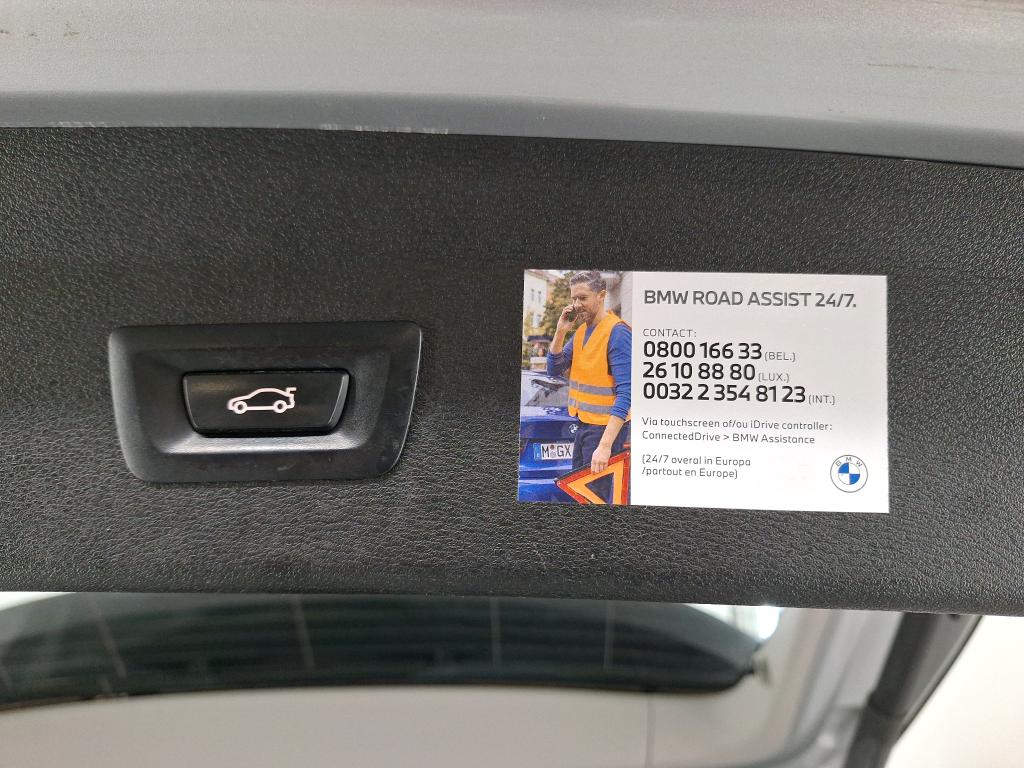 BMW ROAD ASSIST 24/7.
CONTACT:
0800 166 33 (BEL.)
26 10 88 80 (LUX.)
0032 2 354 81 23 (INT.)
Via touchscreen of/ou iDrive controller:
ConnectedDrive > BMW Assistance
(24/7 overal in Europa
/partout en Europe)
BMW
M GX